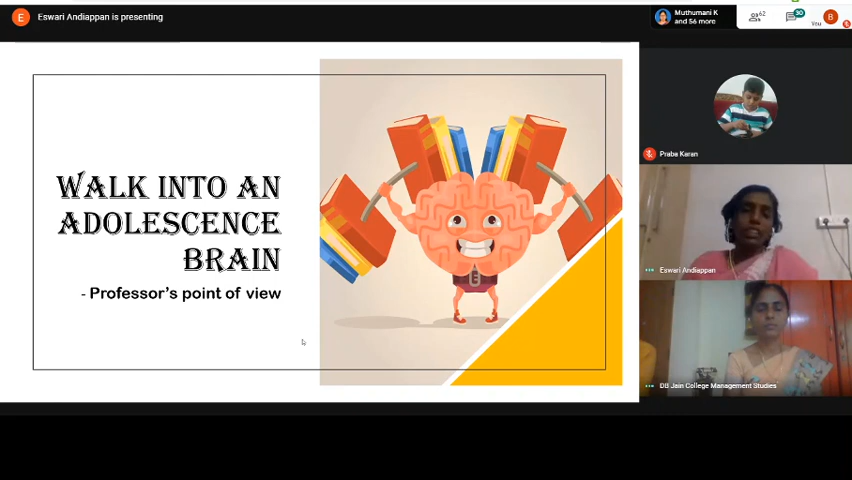 E Eswari Andiappan is presenting
Muthumani K
and 56 more
62
30
B
You
WALK INTO AN
ADOLESCENCE
BRAIN
- Professor's point of view
Praba Karan
Eswari Andiappan
DB Jain College Management Studies